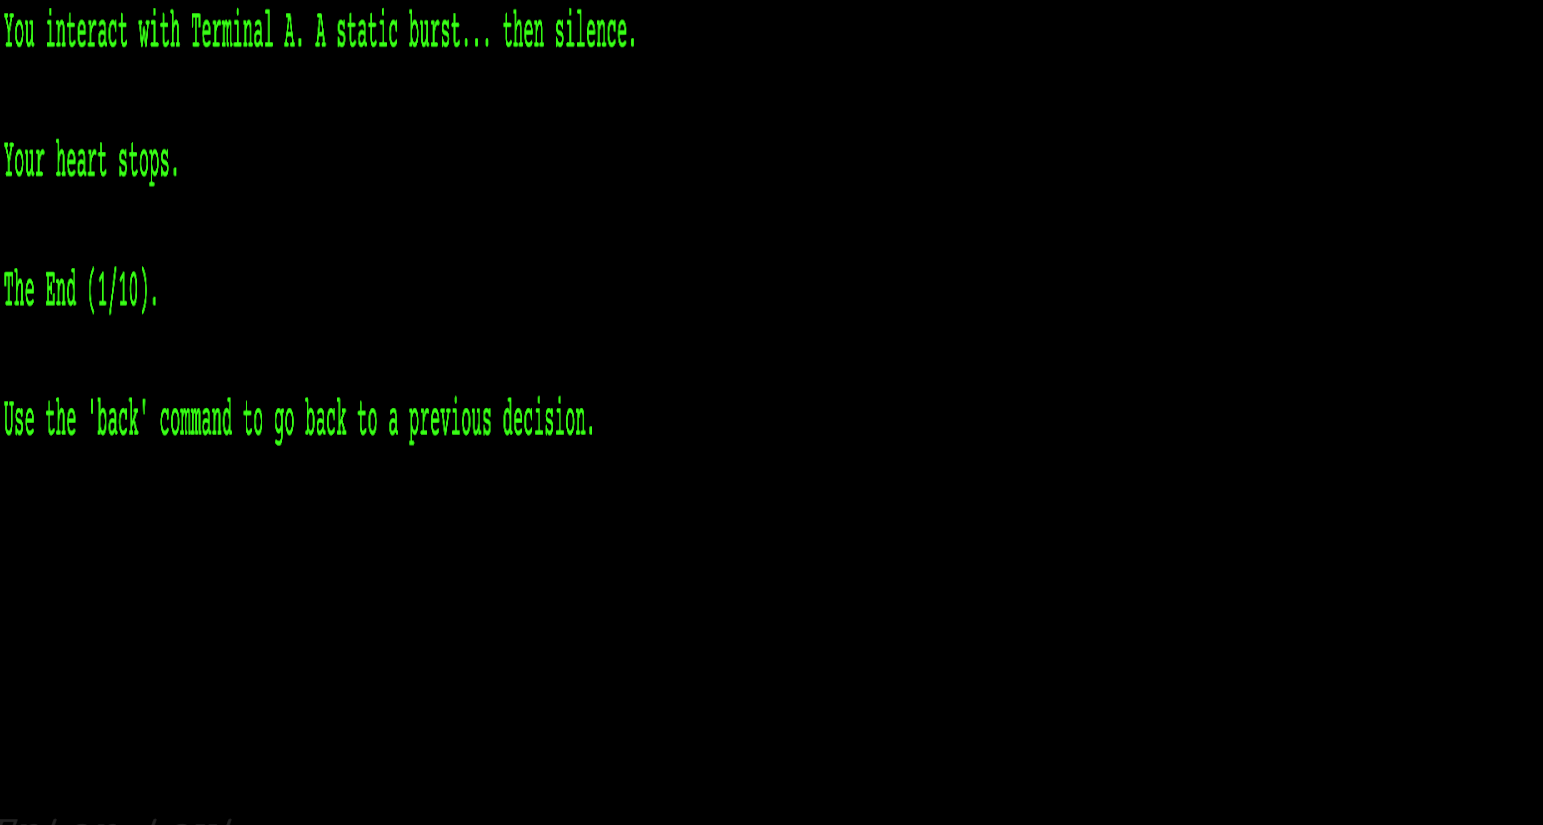 You interact with Terminal A. A static burst... then silence.
Your heart stops.
The End (1/10).
Use the 'back' command to go back to a previous decision.